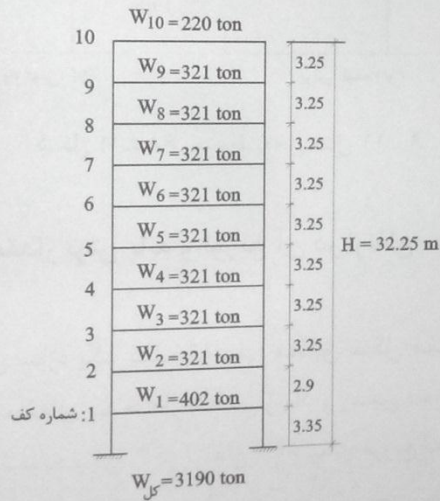 W10 = 220 ton
10
W9 = 321 ton
3.25
9
W8 = 321 ton
3.25
8
W7 = 321 ton
3.25
7
W6 = 321 ton
3.25
6
W5 = 321 ton
3.25
H = 32.25 m
5
W4 = 321 ton
3.25
4
W3 = 321 ton
3.25
3
W2 = 321 ton
3.25
2
W1 = 402 ton
2.9
شماره کف :1
3.35
Wکل = 3190 ton